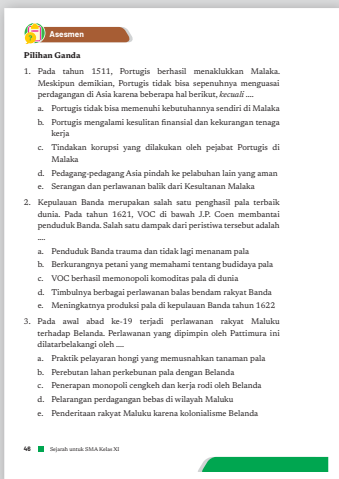 Asesmen
Pilihan Ganda
1. Pada tahun 1511, Portugis berhasil menaklukkan Malaka.
Meskipun demikian, Portugis tidak bisa sepenuhnya menguasai
perdagangan di Asia karena beberapa hal berikut, kecuali ....
a. Portugis tidak bisa memenuhi kebutuhannya sendiri di Malaka
b. Portugis mengalami kesulitan finansial dan kekurangan tenaga
kerja
c. Tindakan korupsi yang dilakukan oleh pejabat Portugis di
Malaka
d. Pedagang-pedagang Asia pindah ke pelabuhan lain yang aman
e. Serangan dan perlawanan balik dari Kesultanan Malaka
2. Kepulauan Banda merupakan salah satu penghasil pala terbaik
dunia. Pada tahun 1621, VOC di bawah J.P. Coen membantai
penduduk Banda. Salah satu dampak dari peristiwa tersebut adalah
....
a. Penduduk Banda trauma dan tidak lagi menanam pala
b. Berkurangnya petani yang memahami tentang budidaya pala
c. VOC berhasil memonopoli komoditas pala di dunia
d. Timbulnya berbagai perlawanan balas dendam rakyat Banda
e. Meningkatnya produksi pala di kepulauan Banda tahun 1622
3. Pada awal abad ke-19 terjadi perlawanan rakyat Maluku
terhadap Belanda. Perlawanan yang dipimpin oleh Pattimura ini
dilatarbelakangi oleh ....
a. Praktik pelayaran hongi yang memusnahkan tanaman pala
b. Perebutan lahan perkebunan pala dengan Belanda
c. Penerapan monopoli cengkeh dan kerja rodi oleh Belanda
d. Pelarangan perdagangan bebas di wilayah Maluku
e. Penderitaan rakyat Maluku karena kolonialisme Belanda
46 Sejarah untuk SMA Kelas XI